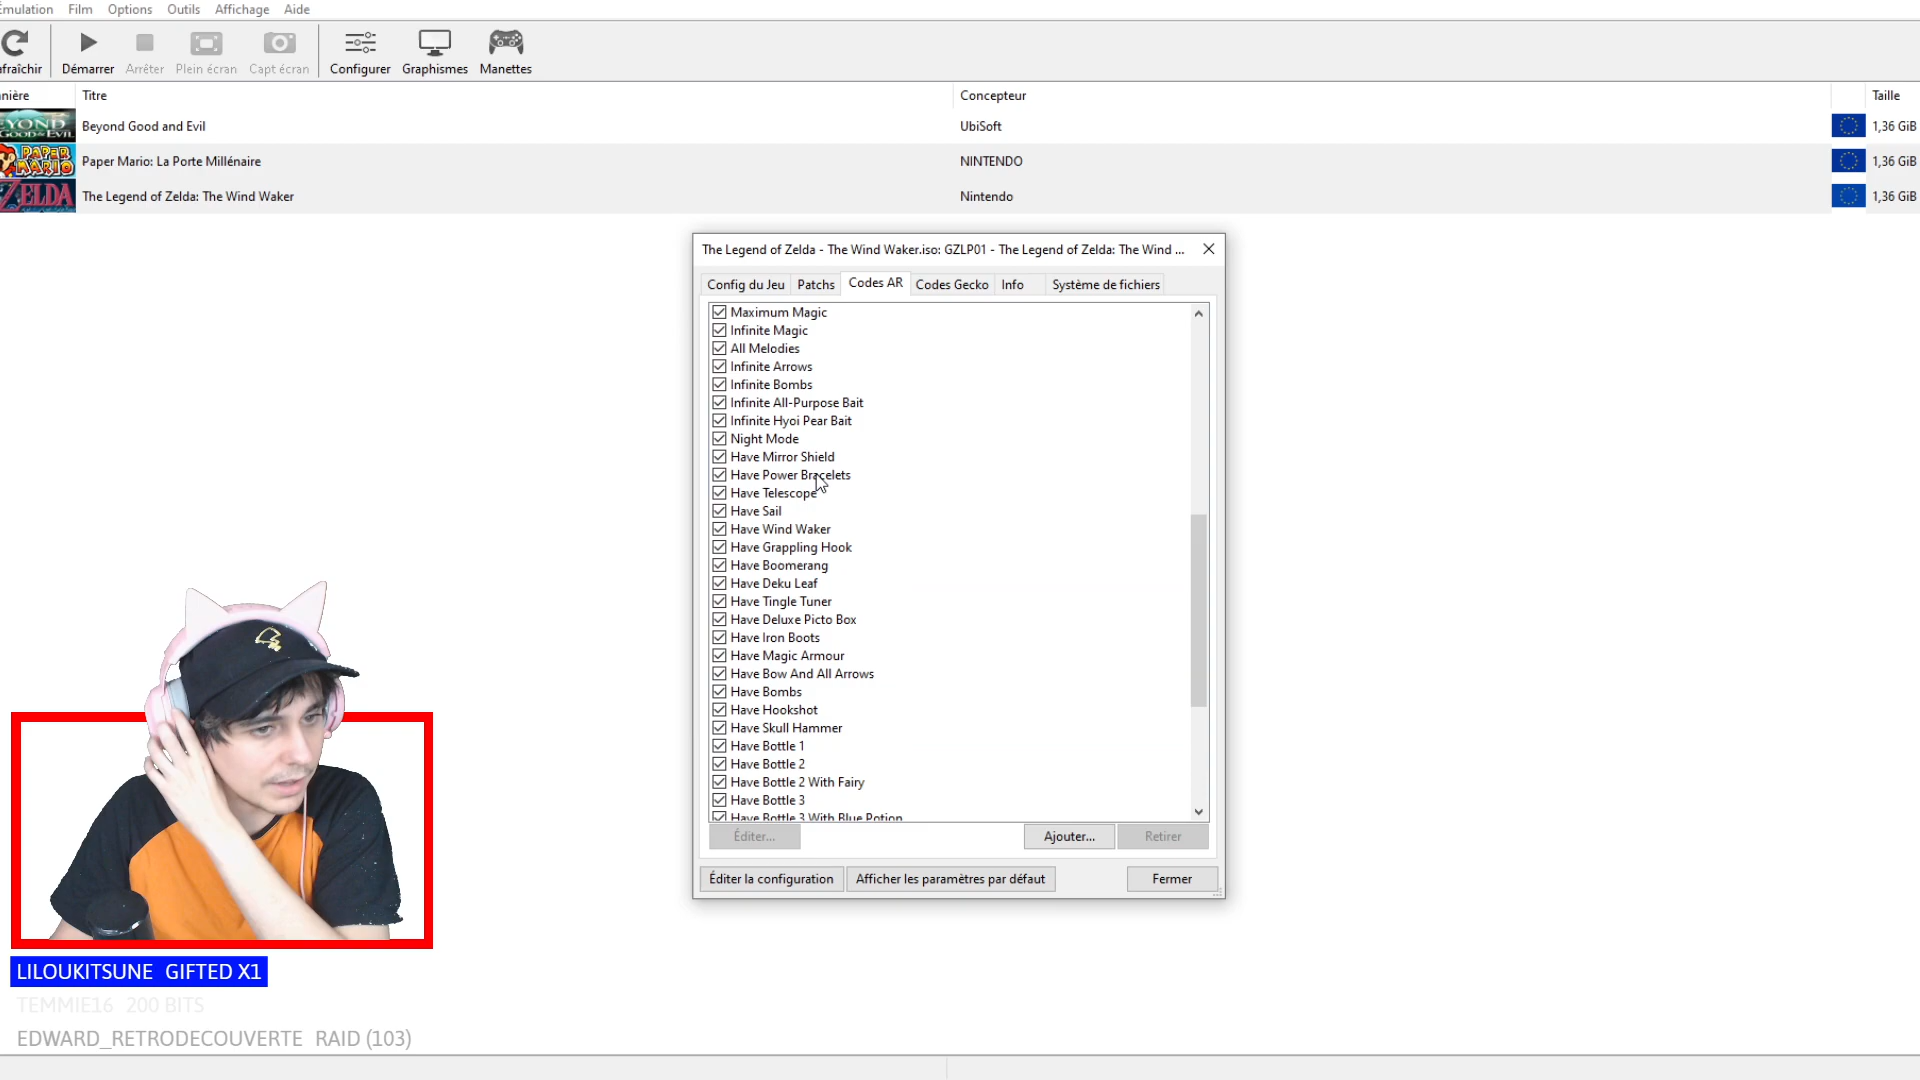 Émulation Film Options Outils Affichage Aide
afraîchir Démarrer Arrêter Plein écran Capt écran Configurer Graphismes Manettes
nière Titre Concepteur Taille
EYOND GOOD & EVIL Beyond Good and Evil UbiSoft 1,36 GiB
PAPER MARIO Paper Mario: La Porte Millénaire NINTENDO 1,36 GiB
ZELDA The Legend of Zelda: The Wind Waker Nintendo 1,36 GiB
The Legend of Zelda - The Wind Waker.iso: GZLP01 - The Legend of Zelda: The Wind ...
Config du Jeu Patchs Codes AR Codes Gecko Info Système de fichiers
Maximum Magic
Infinite Magic
All Melodies
Infinite Arrows
Infinite Bombs
Infinite All-Purpose Bait
Infinite Hyoi Pear Bait
Night Mode
Have Mirror Shield
Have Power Bracelets
Have Telescope
Have Sail
Have Wind Waker
Have Grappling Hook
Have Boomerang
Have Deku Leaf
Have Tingle Tuner
Have Deluxe Picto Box
Have Iron Boots
Have Magic Armour
Have Bow And All Arrows
Have Bombs
Have Hookshot
Have Skull Hammer
Have Bottle 1
Have Bottle 2
Have Bottle 2 With Fairy
Have Bottle 3
Have Bottle 3 With Blue Potion
Éditer... Ajouter... Retirer
Éditer la configuration Afficher les paramètres par défaut Fermer
LILOUKITSUNE GIFTED X1
TEMMIE16 200 BITS
EDWARD_RETRODECOUVERTE RAID (103)